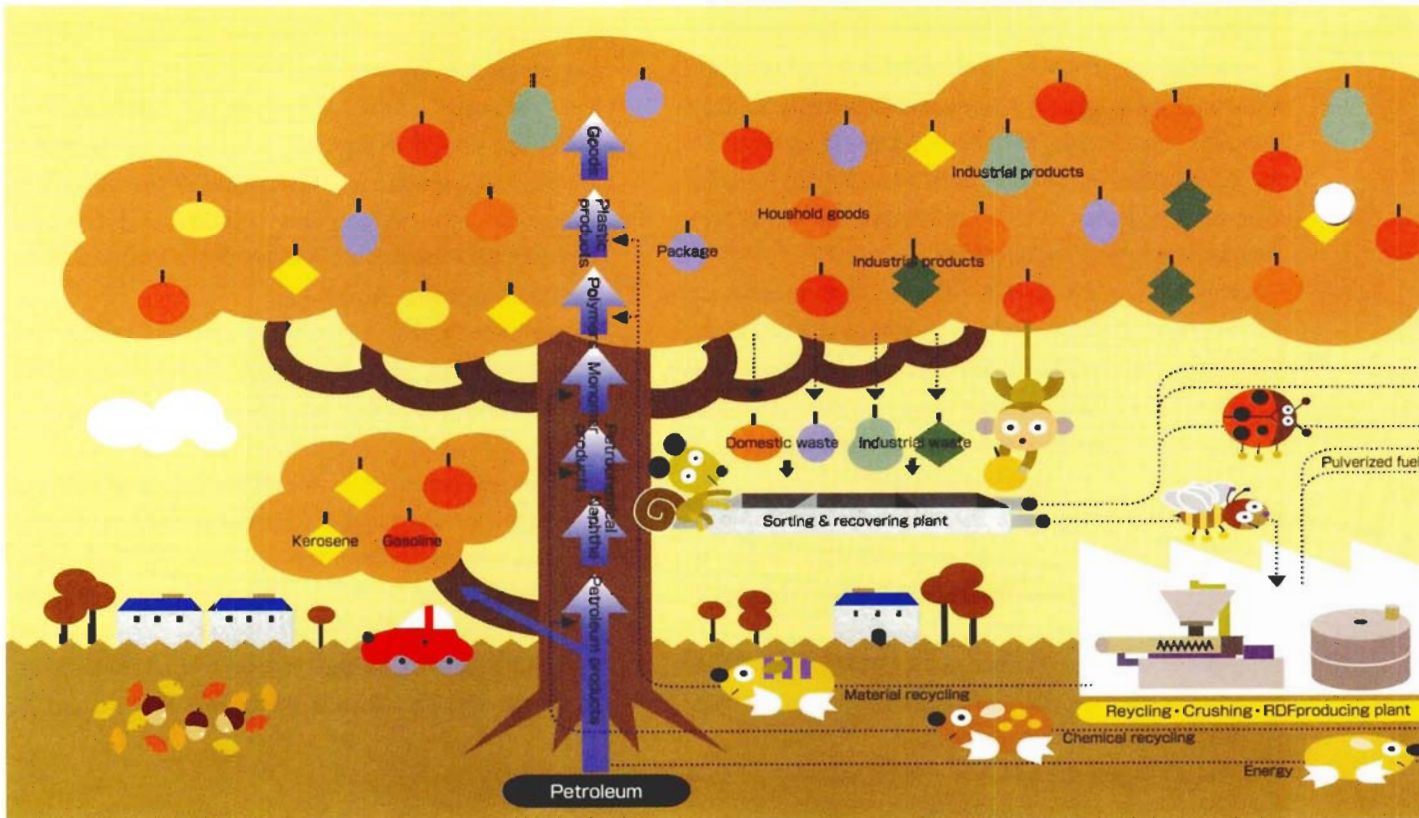 Goods
Plastic
products
Polymer
Monomer
Petrochemical
products
Naphtha
Petroleum products
Petroleum
Industrial products
Houshold goods
Package
Industrial products
Domestic waste
Industrial waste
Sorting & recovering plant
Pulverized fuel
Kerosene
Gasoline
Material recycling
Reycling・Crushing・RDFproducing plant
Chemical recycling
Energy